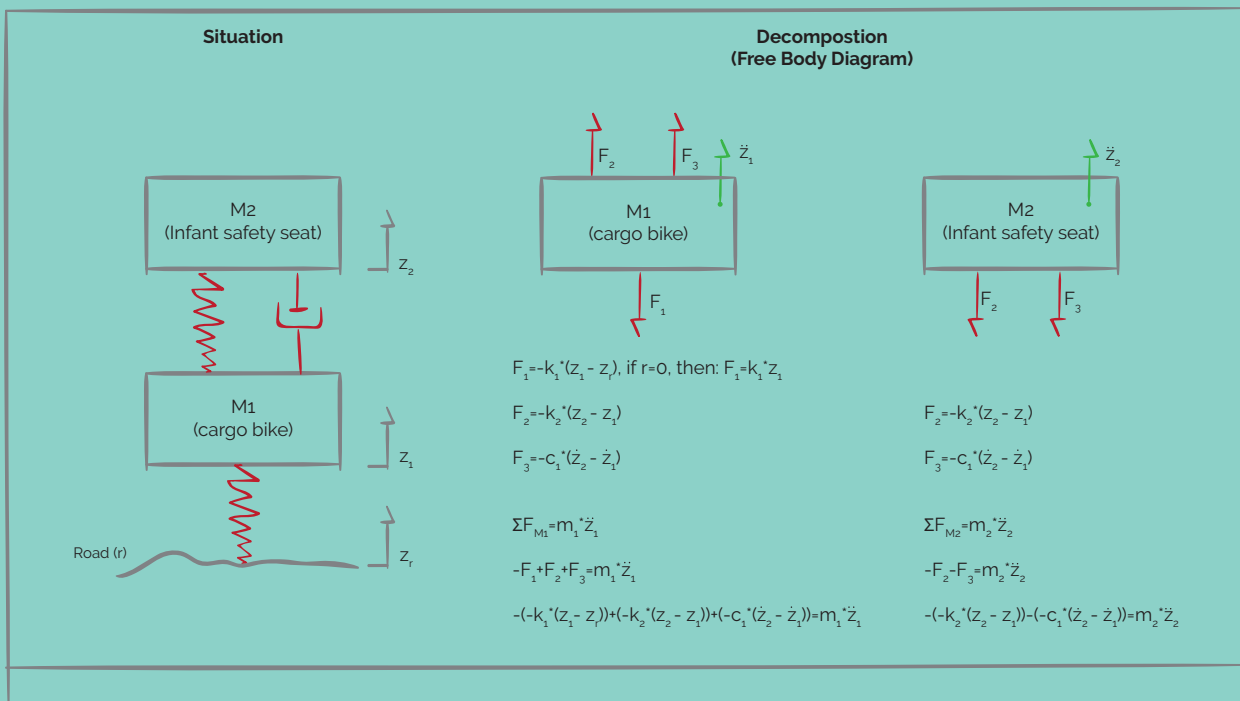 Situation
Decompostion
(Free Body Diagram)
M2
(Infant safety seat)
z₂
M1
(cargo bike)
z₁
Road (r)
zᵣ
F₂
F₃
z̈₁
M1
(cargo bike)
F₁
z̈₂
M2
(Infant safety seat)
F₂
F₃
F₁=-k₁*(z₁ - zᵣ), if r=0, then: F₁=k₁*z₁
F₂=-k₂*(z₂ - z₁)
F₃=-c₁*(ż₂ - ż₁)
ΣF_M1=m₁*z̈₁
-F₁+F₂+F₃=m₁*z̈₁
-(-k₁*(z₁- zᵣ))+(-k₂*(z₂ - z₁))+(-c₁*(ż₂ - ż₁))=m₁*z̈₁
F₂=-k₂*(z₂ - z₁)
F₃=-c₁*(ż₂ - ż₁)
ΣF_M2=m₂*z̈₂
-F₂-F₃=m₂*z̈₂
-(-k₂*(z₂ - z₁))-(-c₁*(ż₂ - ż₁))=m₂*z̈₂